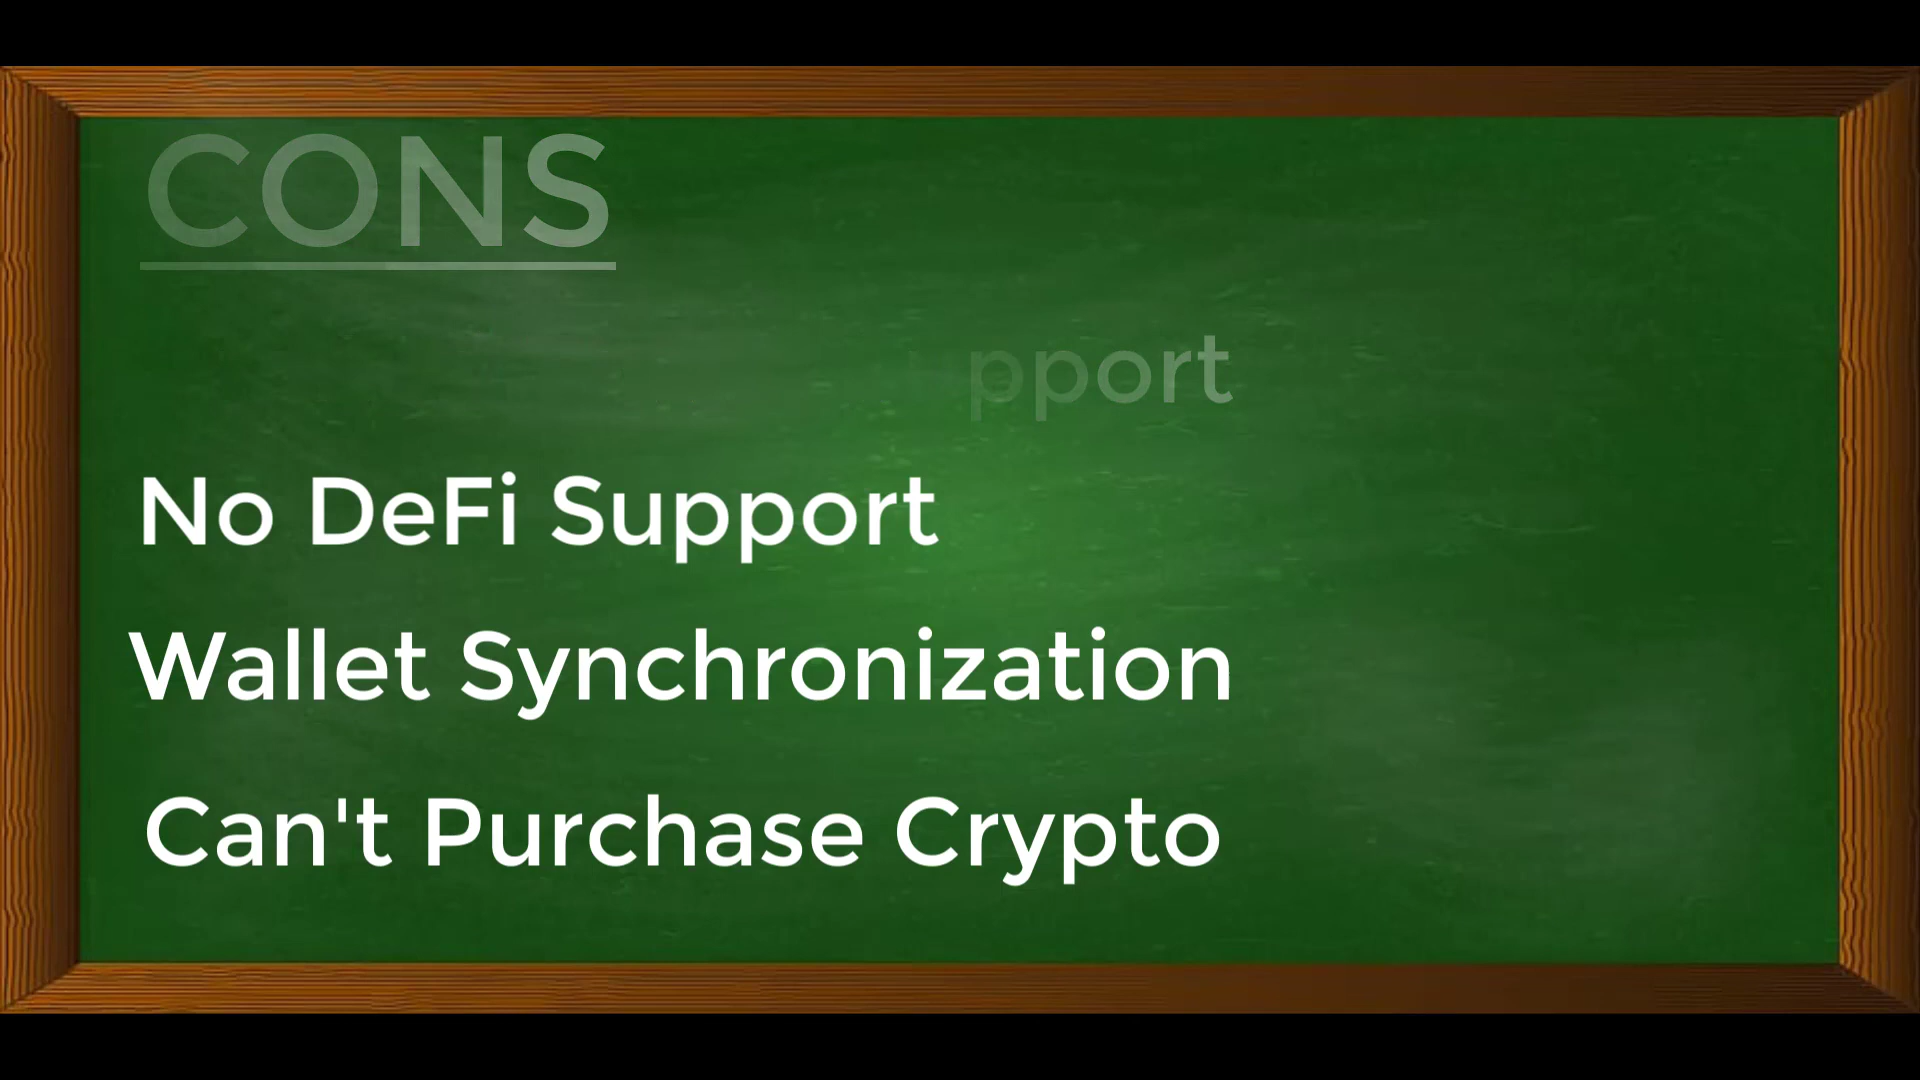 CONS
pport
No DeFi Support
Wallet Synchronization
Can't Purchase Crypto